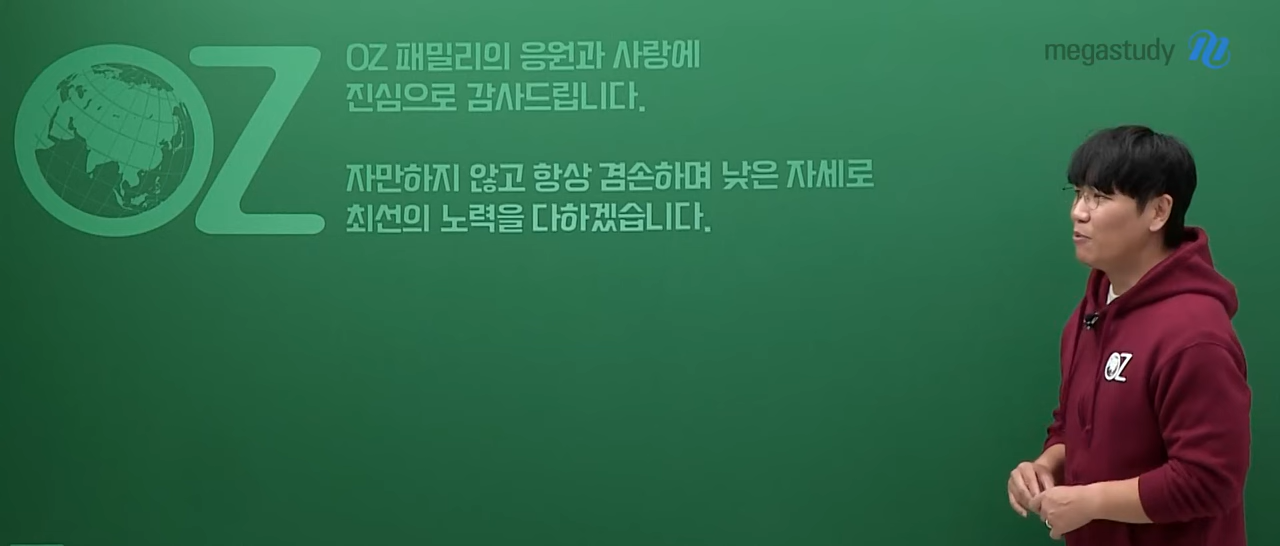 OZ
OZ 패밀리의 응원과 사랑에
진심으로 감사드립니다.
자만하지 않고 항상 겸손하며 낮은 자세로
최선의 노력을 다하겠습니다.
megastudy
OZ